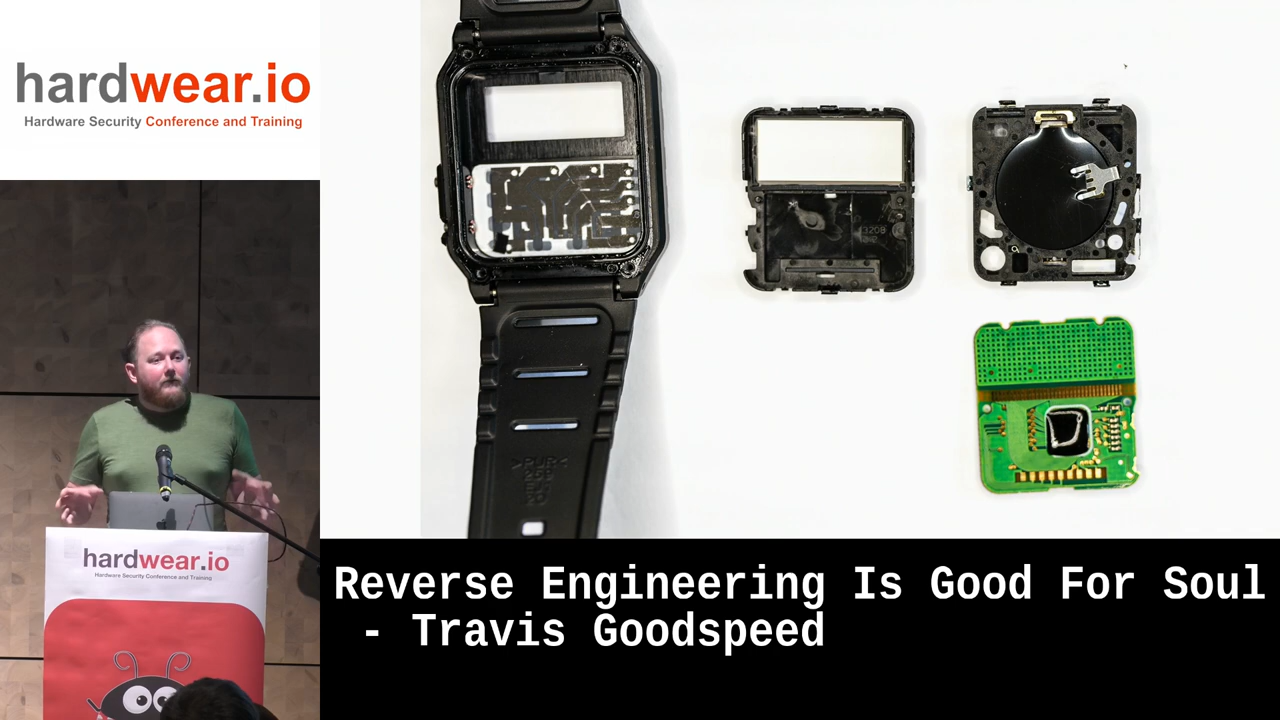 hardwear.io
Hardware Security Conference and Training
hardwear.io
Hardware Security Conference and Training
>PUR<
Reverse Engineering Is Good For Soul
- Travis Goodspeed